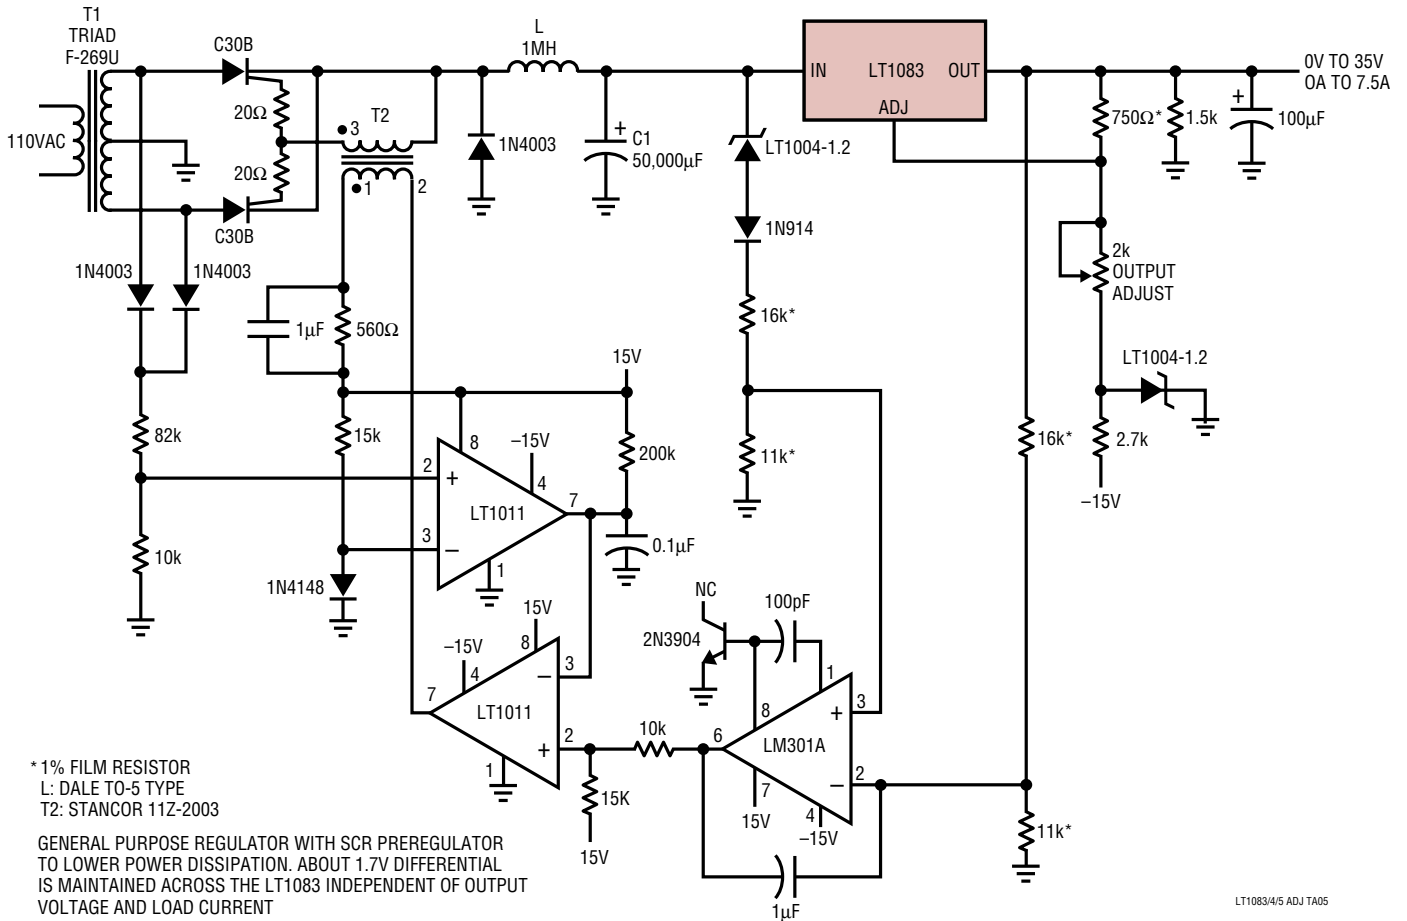 T1
TRIAD
F-269U
110VAC
C30B
20Ω
20Ω
C30B
T2
3
1
2
L
1MH
1N4003
+
C1
50,000µF
IN
LT1083
OUT
ADJ
LT1004-1.2
1N914
16k*
11k*
0V TO 35V
OA TO 7.5A
750Ω*
1.5k
+
100µF
2k
OUTPUT
ADJUST
LT1004-1.2
2.7k
–15V
16k*
11k*
1N4003
1N4003
82k
10k
1µF
560Ω
15k
1N4148
15V
200k
0.1µF
8
–15V
4
2
+
7
LT1011
3
–
1
15V
8
–15V
4
3
–
7
LT1011
2
+
1
15K
15V
10k
NC
2N3904
100pF
1
8
3
+
6
LM301A
2
–
7
15V
4
–15V
1µF
* 1% FILM RESISTOR
L: DALE TO-5 TYPE
T2: STANCOR 11Z-2003
GENERAL PURPOSE REGULATOR WITH SCR PREREGULATOR
TO LOWER POWER DISSIPATION. ABOUT 1.7V DIFFERENTIAL
IS MAINTAINED ACROSS THE LT1083 INDEPENDENT OF OUTPUT
VOLTAGE AND LOAD CURRENT
LT1083/4/5 ADJ TA05